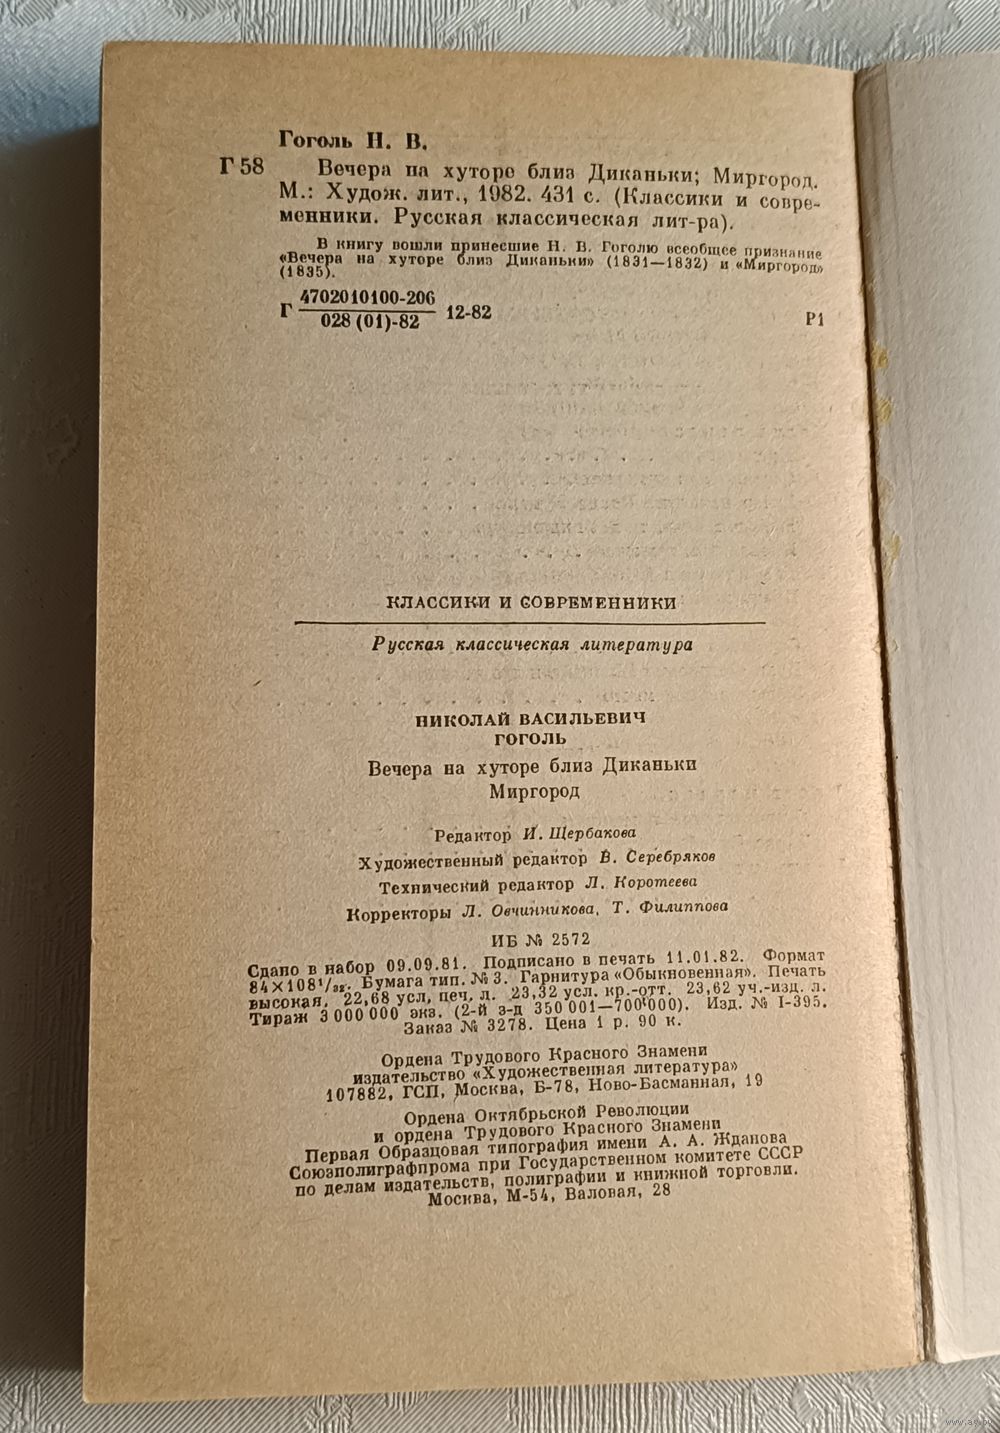 Гоголь Н. В.
Г 58 Вечера на хуторе близ Диканьки; Миргород.
М.: Худож. лит., 1982. 431 с. (Классики и совре-
менники. Русская классическая лит-ра).
В книгу вошли принесшие Н. В. Гоголю всеобщее признание
«Вечера на хуторе близ Диканьки» (1831—1832) и «Миргород»
(1835).
Г 4702010100-206 12-82
028 (01)-82
Р1
КЛАССИКИ И СОВРЕМЕННИКИ
Русская классическая литература
НИКОЛАЙ ВАСИЛЬЕВИЧ
ГОГОЛЬ
Вечера на хуторе близ Диканьки
Миргород
Редактор И. Щербакова
Художественный редактор В. Серебряков
Технический редактор Л. Коротеева
Корректоры Л. Овчинникова, Т. Филиппова
ИБ № 2572
Сдано в набор 09.09.81. Подписано в печать 11.01.82. Формат
84×108¹/₃₂. Бумага тип. № 3. Гарнитура «Обыкновенная». Печать
высокая. 22,68 усл. печ. л. 23,32 усл. кр.-отт. 23,62 уч.-изд. л.
Тираж 3 000 000 экз. (2-й з-д 350 001—700 000). Изд. № I-395.
Заказ № 3278. Цена 1 р. 90 к.
Ордена Трудового Красного Знамени
издательство «Художественная литература»
107882, ГСП, Москва, Б-78, Ново-Басманная, 19
Ордена Октябрьской Революции
и ордена Трудового Красного Знамени
Первая Образцовая типография имени А. А. Жданова
Союзполиграфпрома при Государственном комитете СССР
по делам издательств, полиграфии и книжной торговли.
Москва, М-54, Валовая, 28
www.ay.by